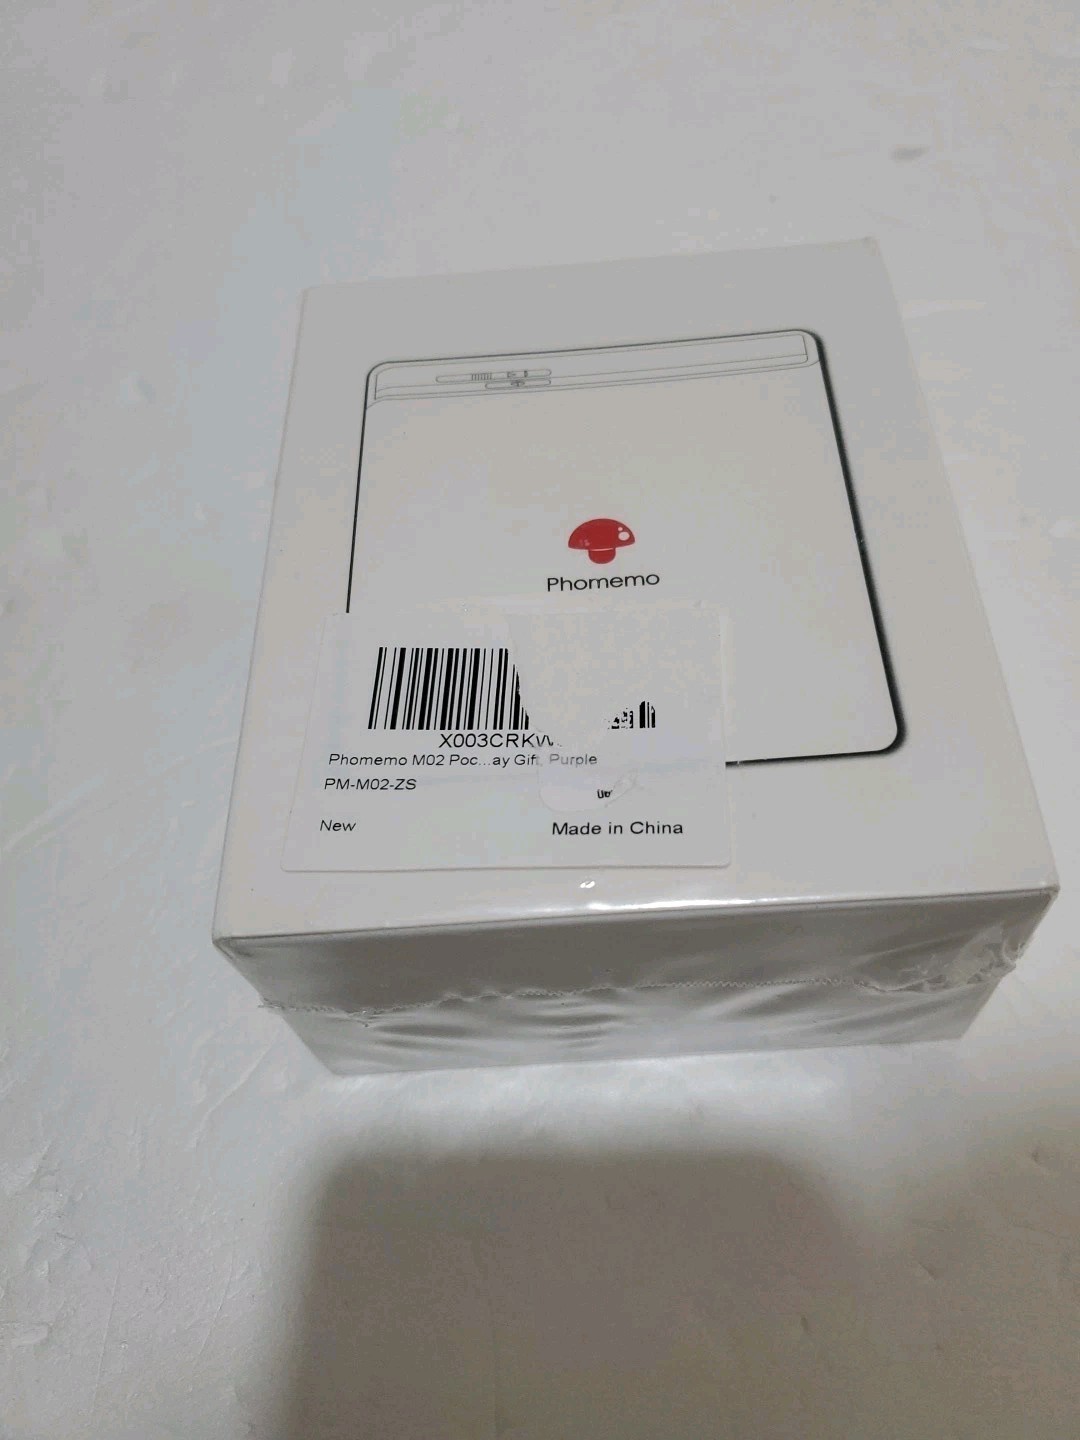 Phomemo
X003CRKW
Phomemo M02 Poc...ay Gift, Purple
PM-M02-ZS
New
Made in China